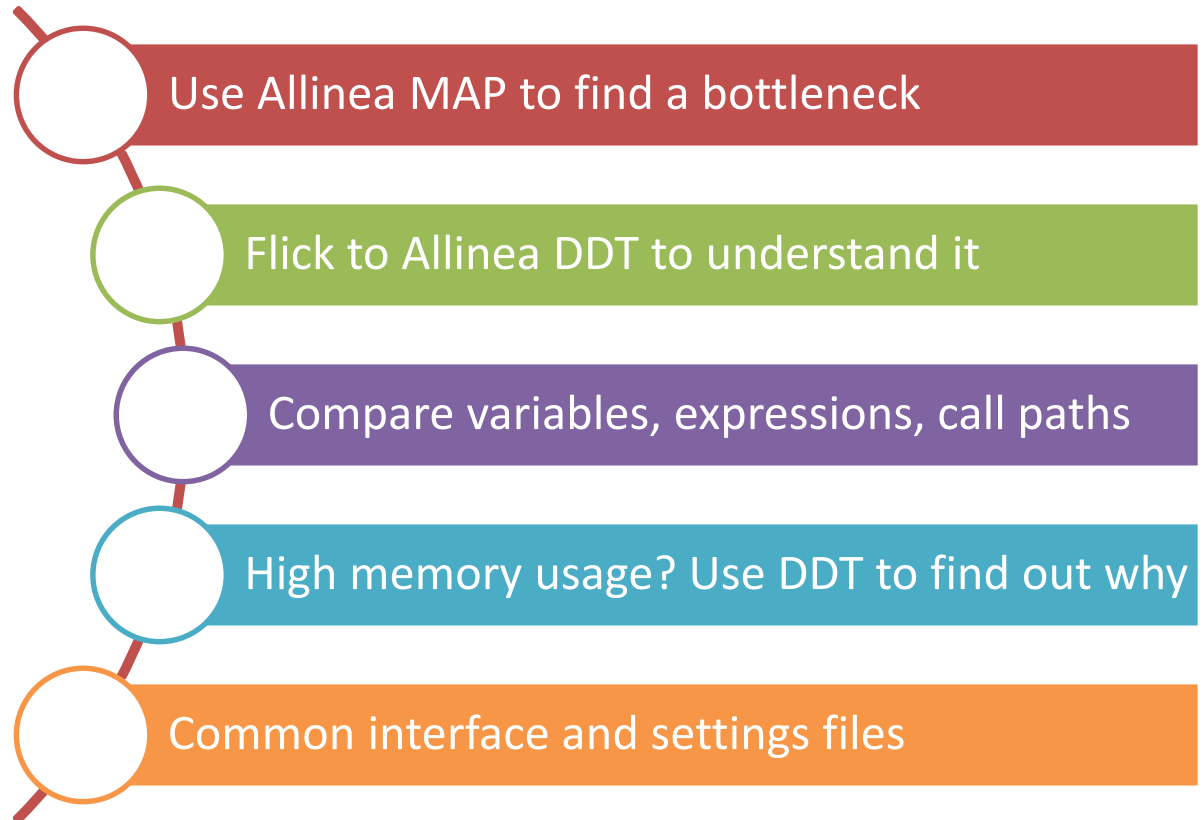 Use Allinea MAP to find a bottleneck
Flick to Allinea DDT to understand it
Compare variables, expressions, call paths
High memory usage? Use DDT to find out why
Common interface and settings files